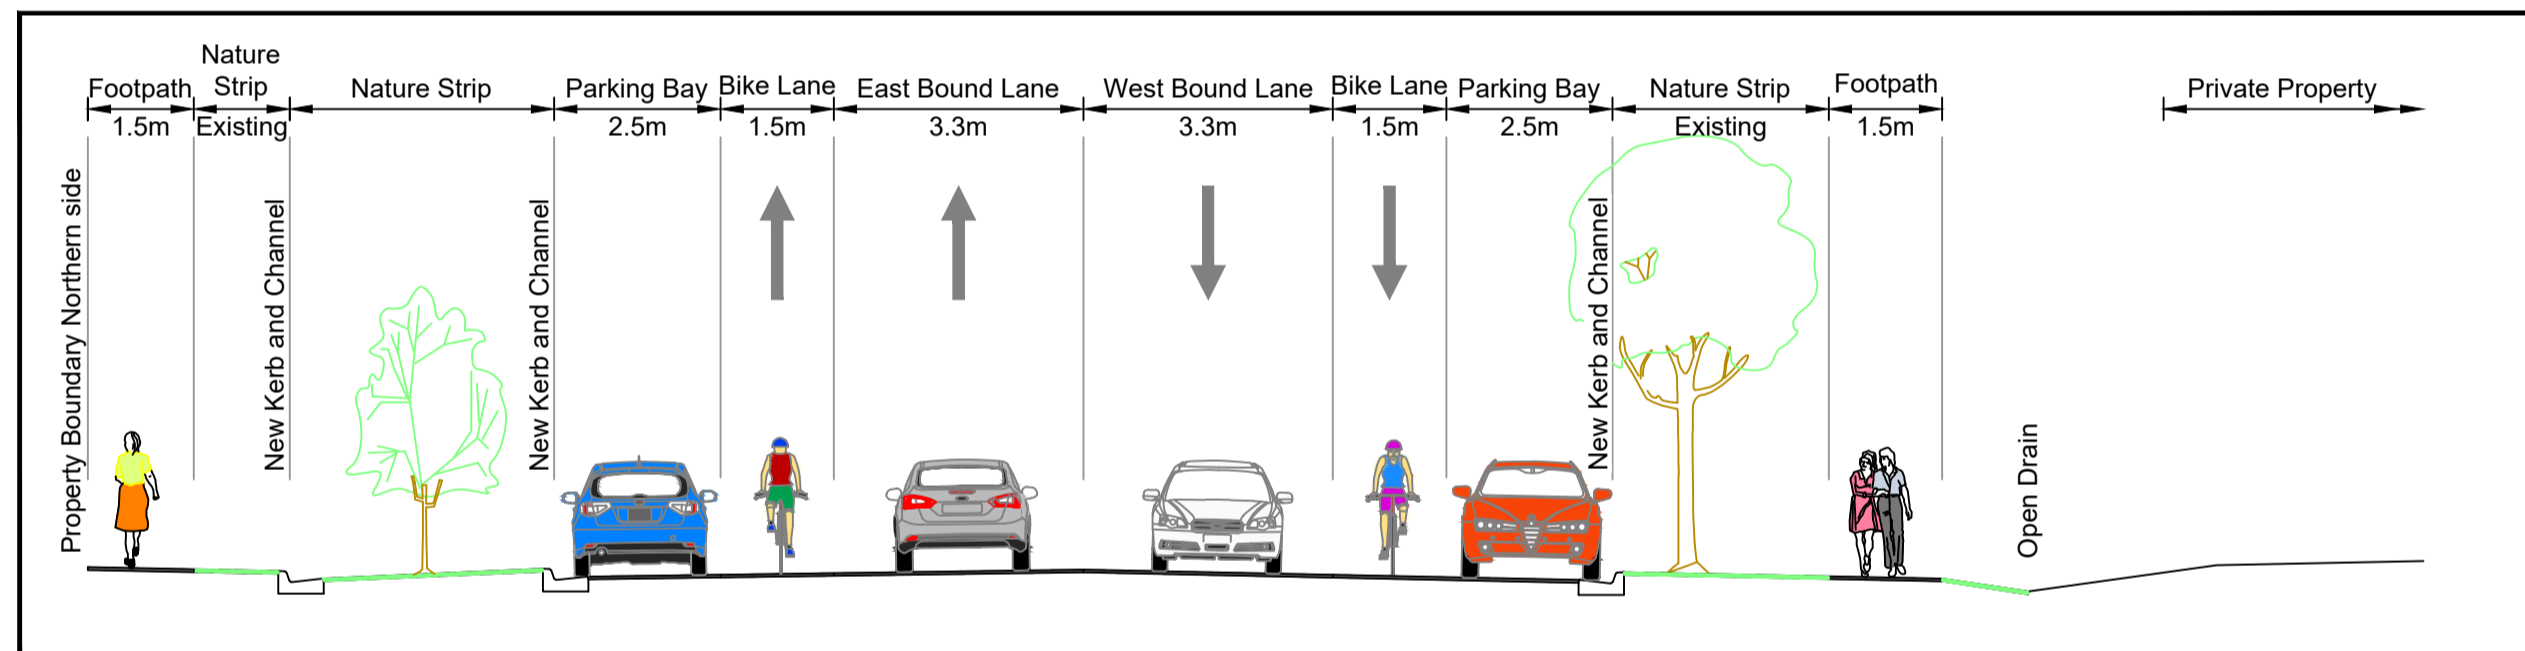 Footpath
1.5m
Nature
Strip
Existing
Nature Strip
Parking Bay
2.5m
Bike Lane
1.5m
East Bound Lane
3.3m
West Bound Lane
3.3m
Bike Lane
1.5m
Parking Bay
2.5m
Nature Strip
Existing
Footpath
1.5m
Private Property
Property Boundary Northern side
New Kerb and Channel
New Kerb and Channel
New Kerb and Channel
Open Drain